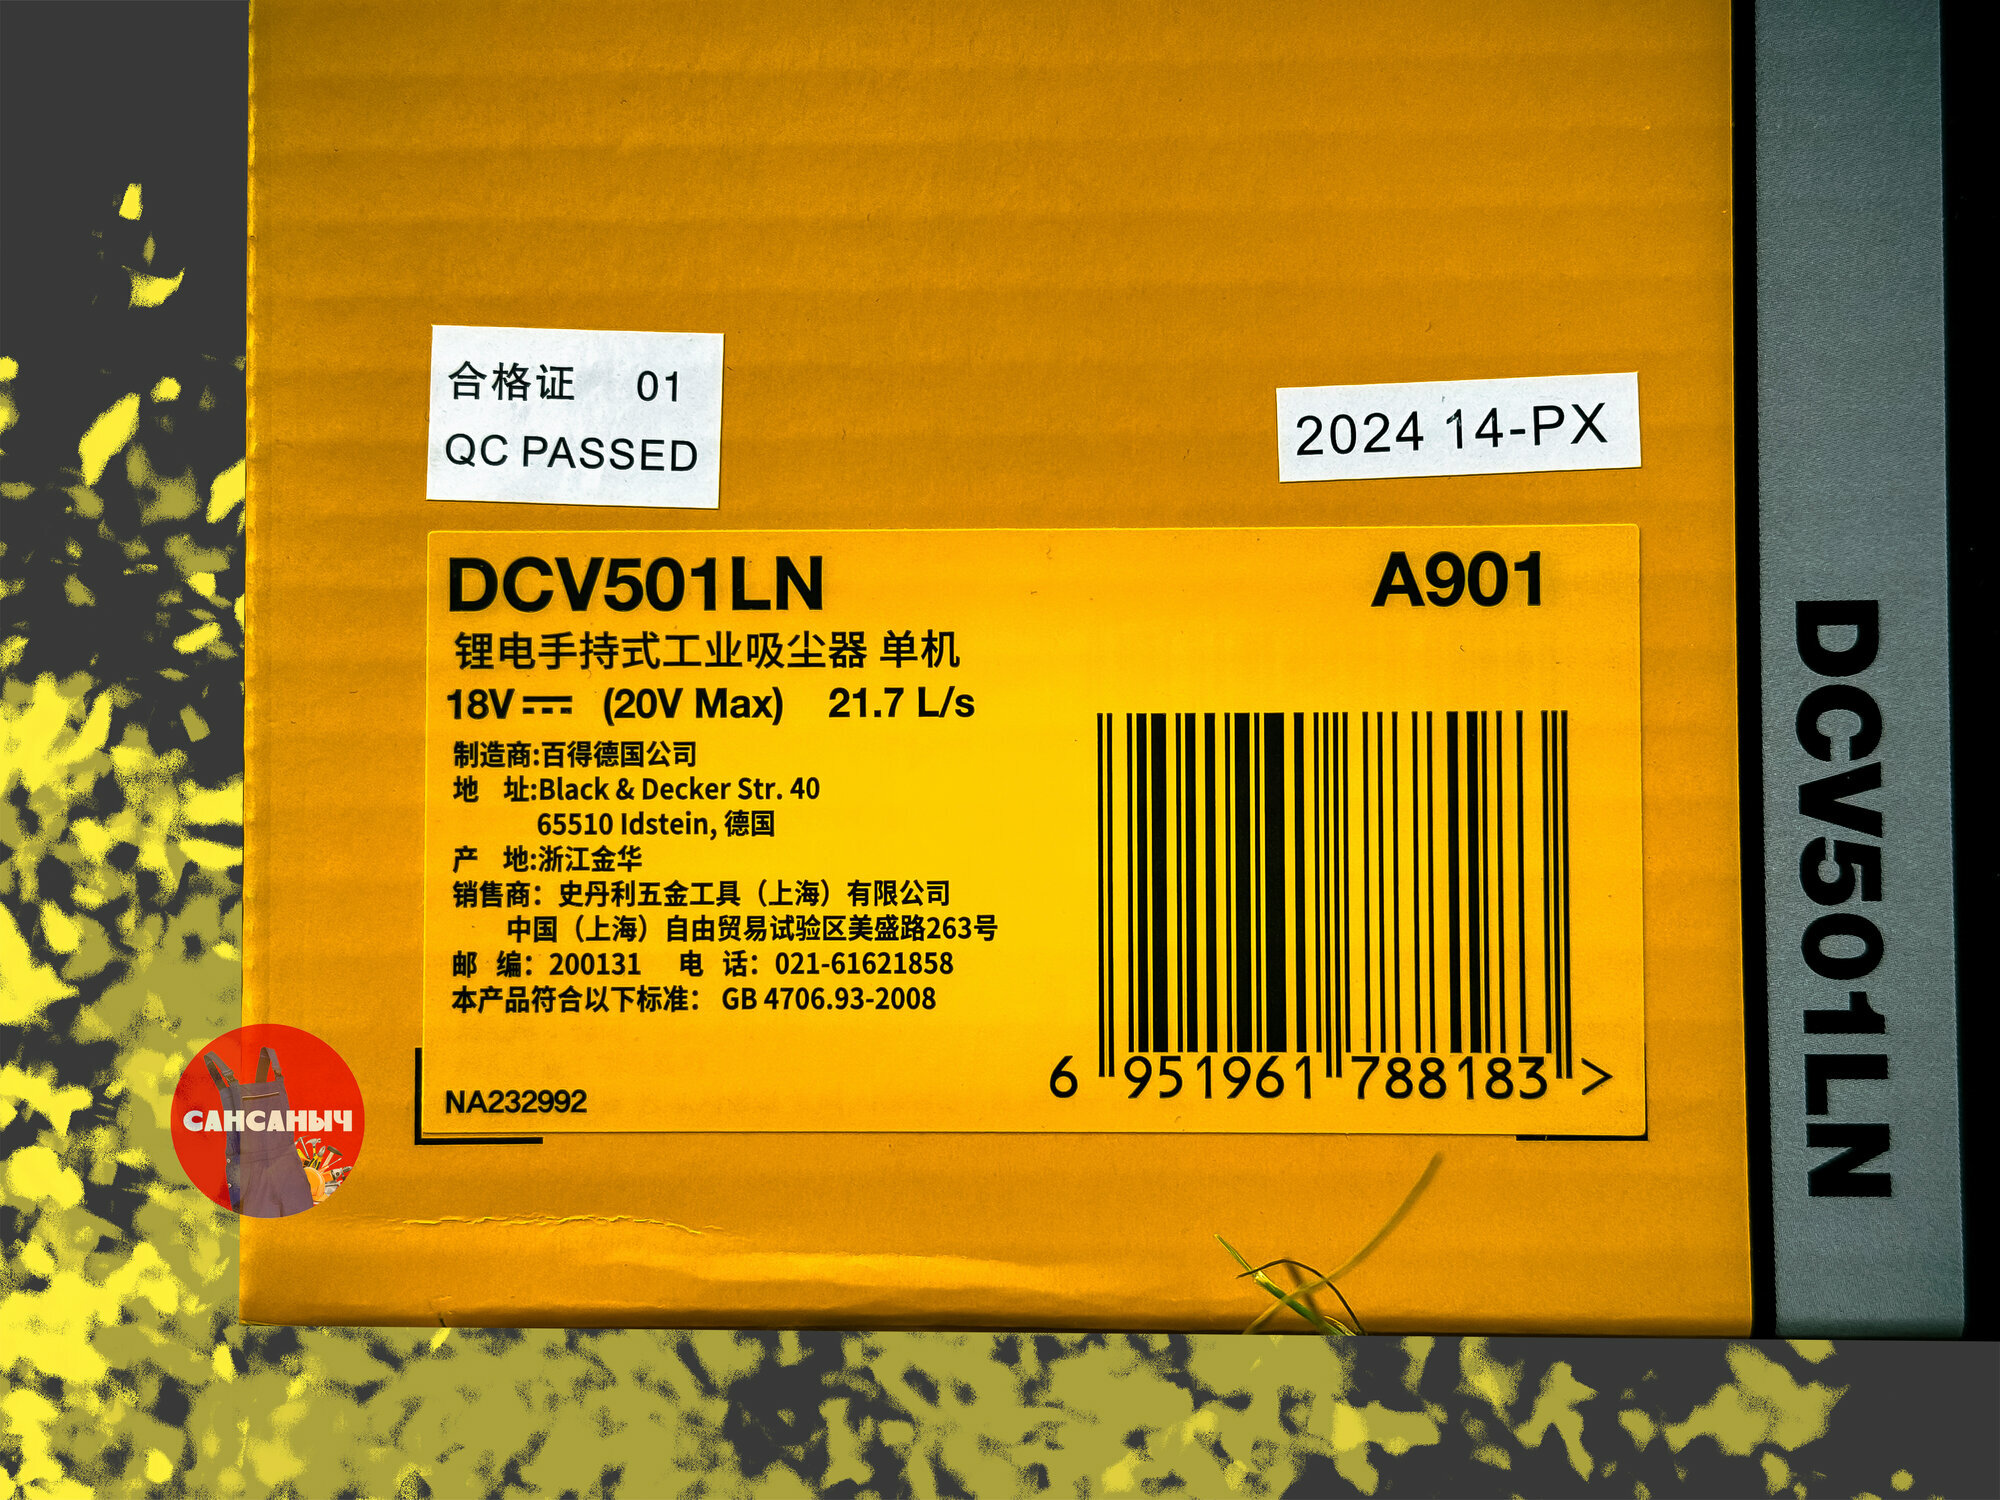 合格证 01
QC PASSED
2024 14-PX
DCV501LN
A901
锂电手持式工业吸尘器 单机
18V (20V Max) 21.7 L/s
制造商:百得德国公司
地 址:Black & Decker Str. 40
65510 Idstein, 德国
产 地:浙江金华
销售商：史丹利五金工具（上海）有限公司
中国（上海）自由贸易试验区美盛路263号
邮 编：200131 电 话：021-61621858
本产品符合以下标准： GB 4706.93-2008
NA232992
6 951961 788183 >
DCV501LN
САНСАНЫЧ